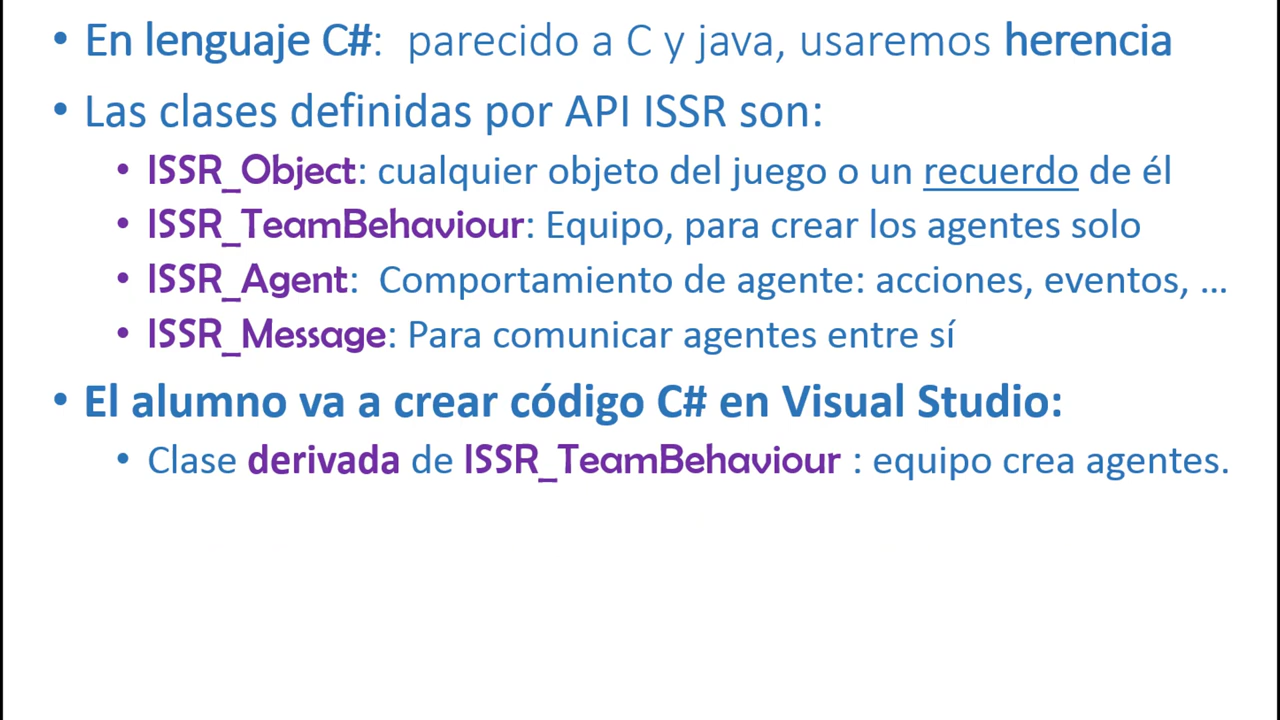 • En lenguaje C#: parecido a C y java, usaremos herencia
• Las clases definidas por API ISSR son:
• ISSR_Object: cualquier objeto del juego o un recuerdo de él
• ISSR_TeamBehaviour: Equipo, para crear los agentes solo
• ISSR_Agent: Comportamiento de agente: acciones, eventos, ...
• ISSR_Message: Para comunicar agentes entre sí
• El alumno va a crear código C# en Visual Studio:
• Clase derivada de ISSR_TeamBehaviour : equipo crea agentes.